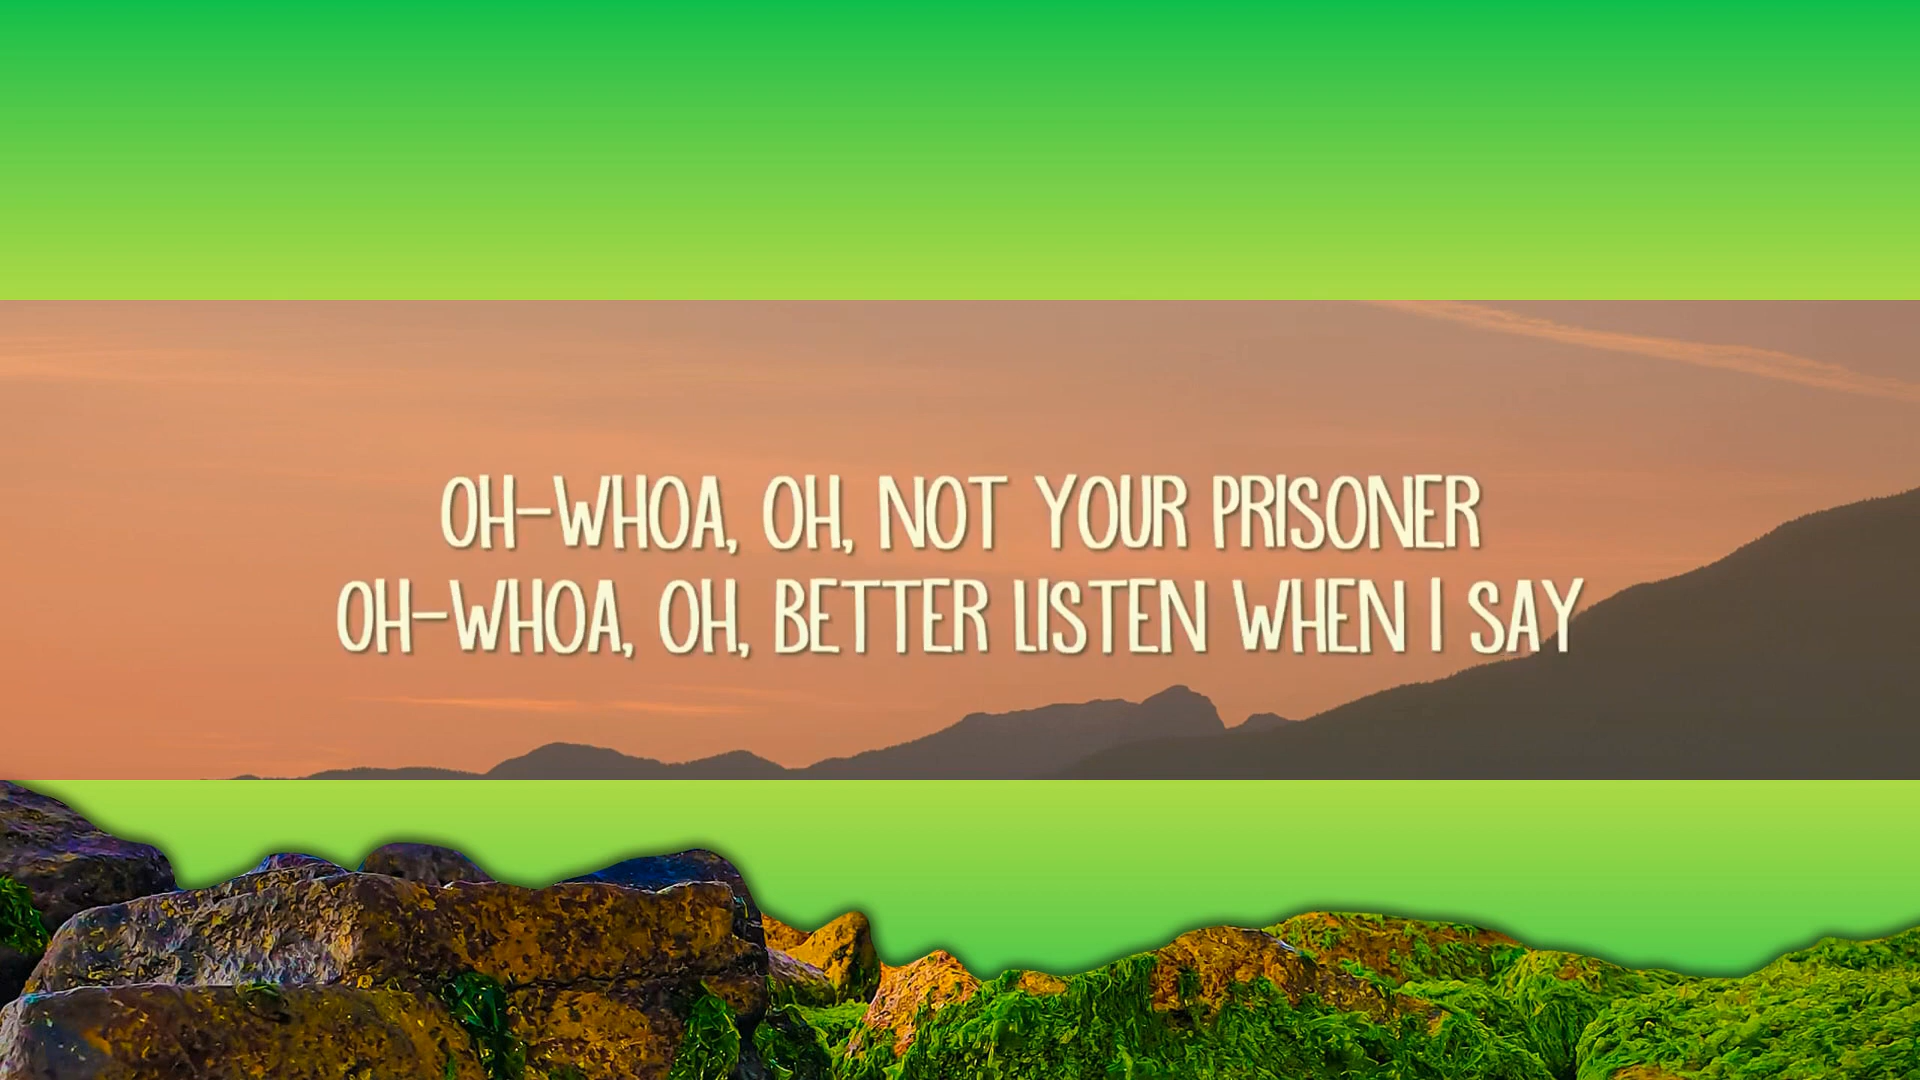 OH-WHOA, OH, NOT YOUR PRISONER
OH-WHOA, OH, BETTER LISTEN WHEN I SAY